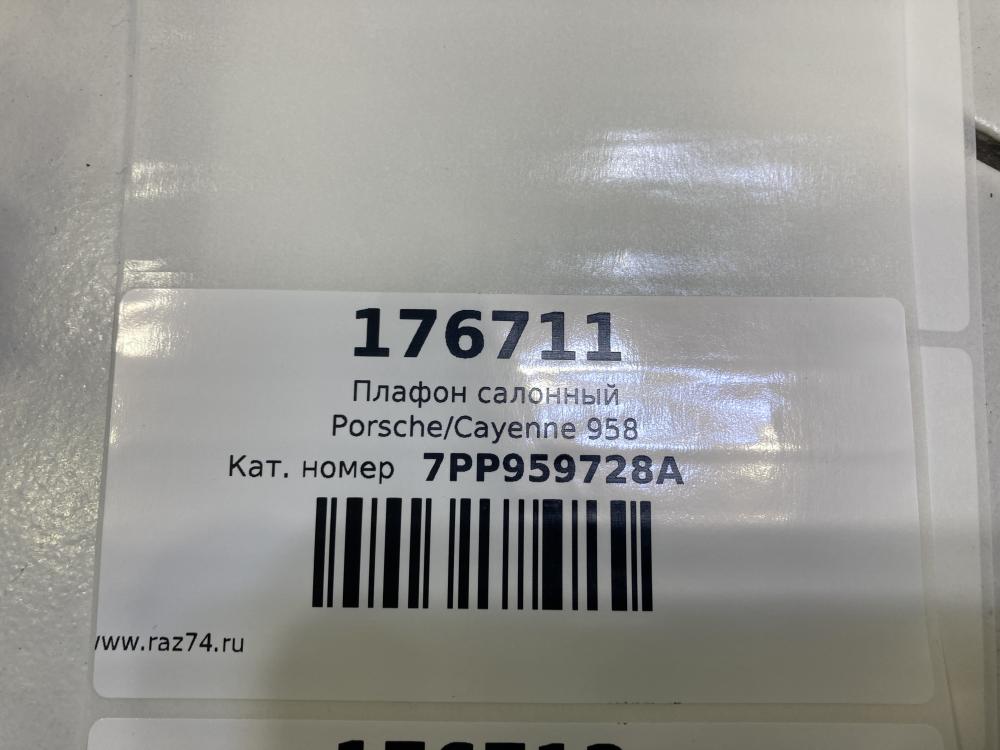 176711
Плафон салонный
Porsche/Cayenne 958
Кат. номер 7PP959728A
www.raz74.ru